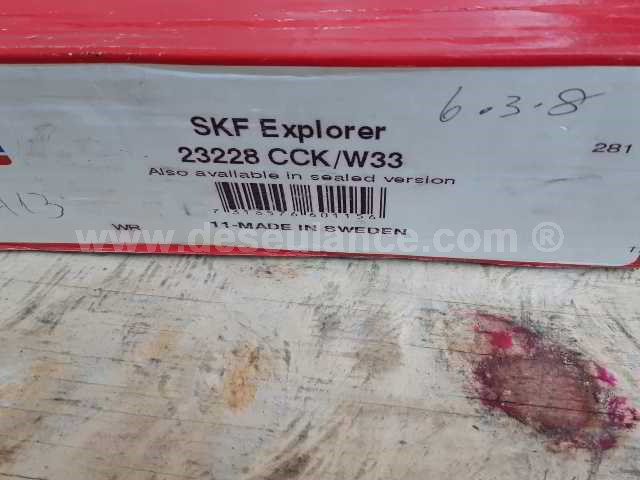 6.3.8
SKF Explorer
281
23228 CCK/W33
Also available in sealed version
7316576601156
WR
11-MADE IN SWEDEN
www.deseulance.com ®